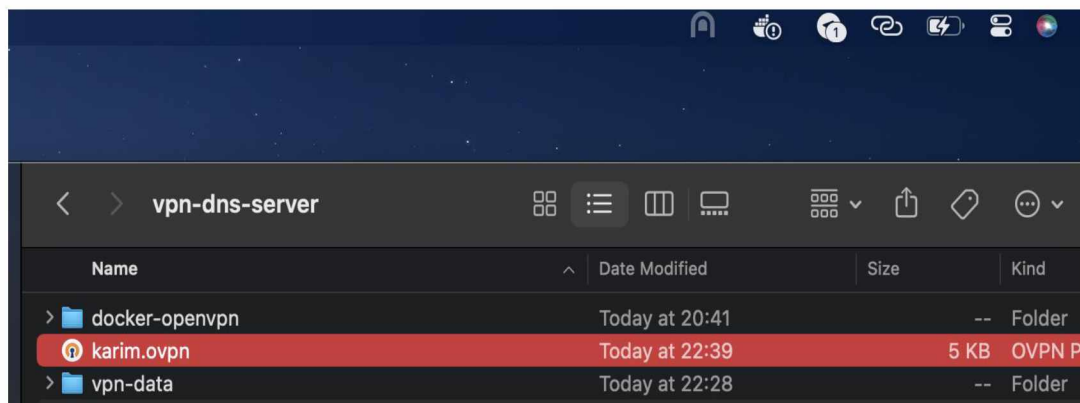 1
vpn-dns-server
Name Date Modified Size Kind
docker-openvpn Today at 20:41 -- Folder
karim.ovpn Today at 22:39 5 KB OVPN P
vpn-data Today at 22:28 -- Folder